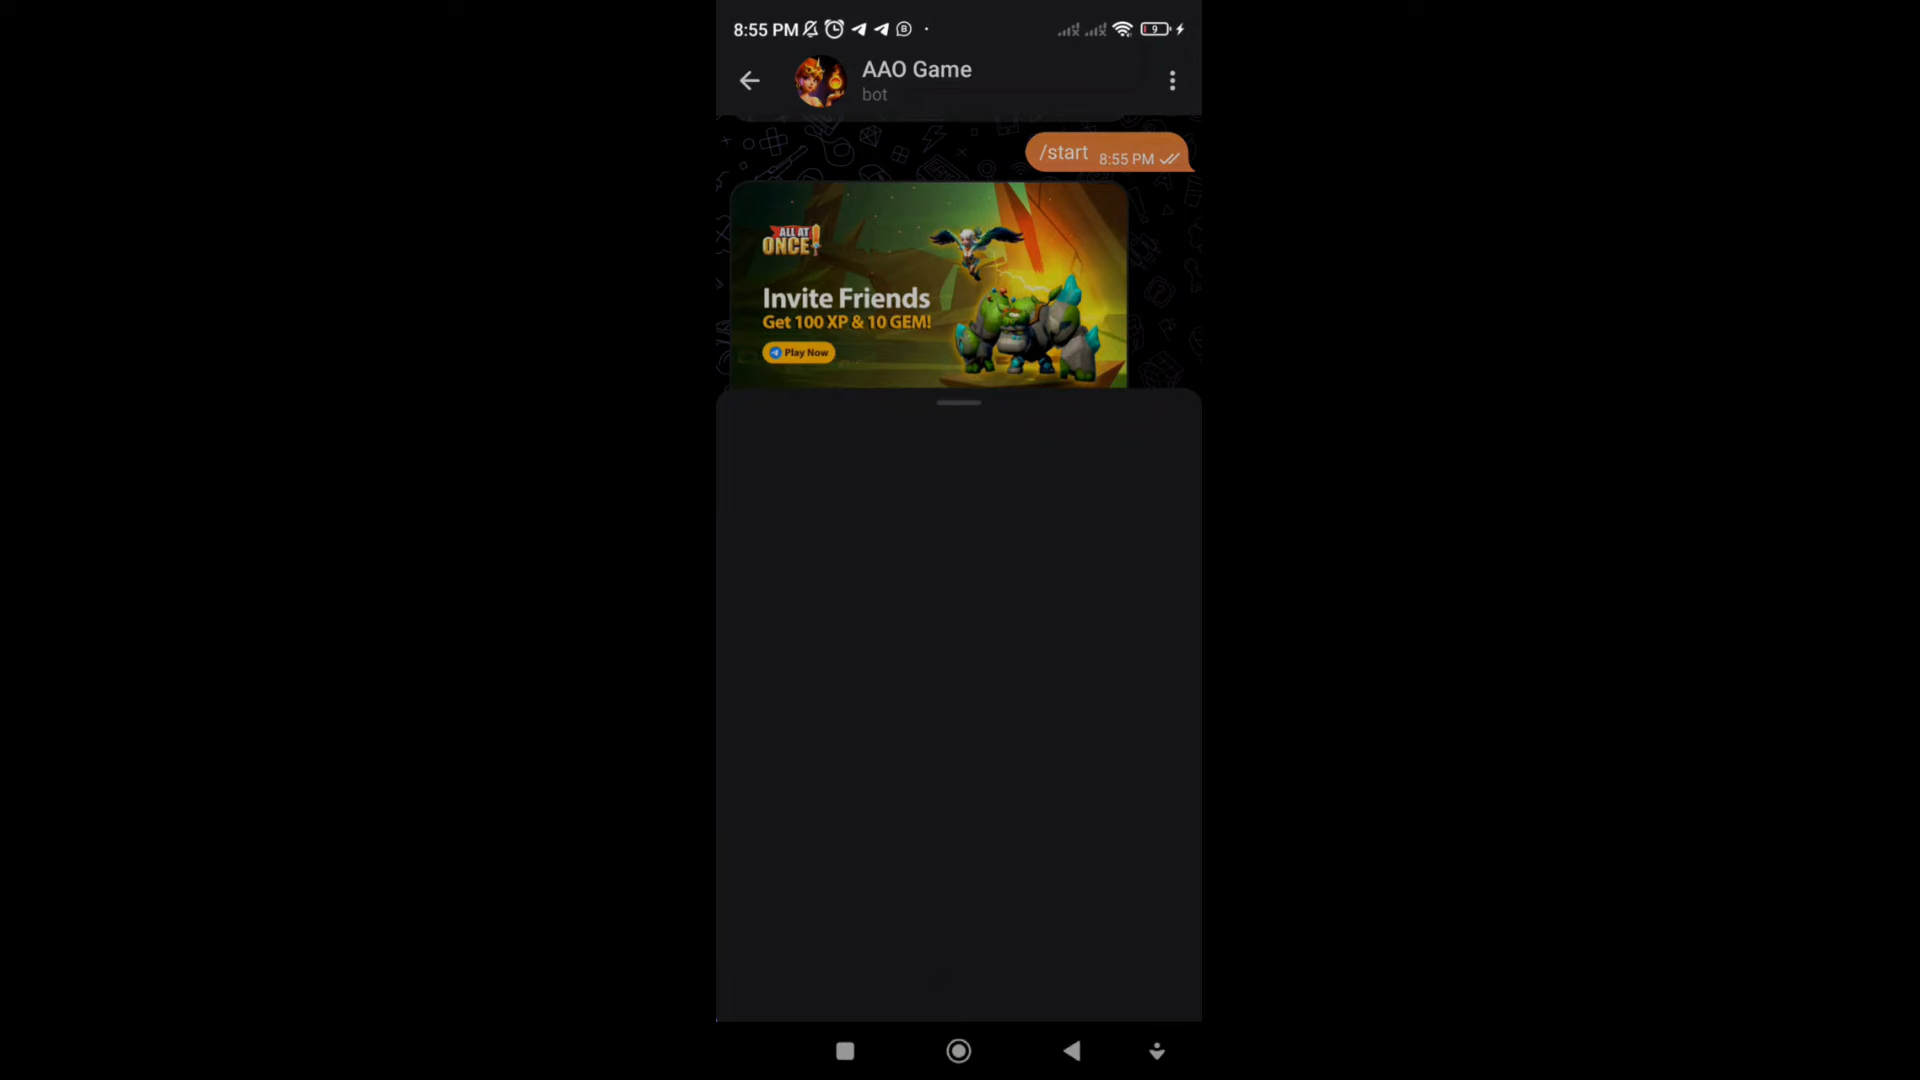 8:55 PM
9
AAO Game
bot
/start 8:55 PM
ALL AT
ONCE!
Invite Friends
Get 100 XP & 10 GEM!
Play Now